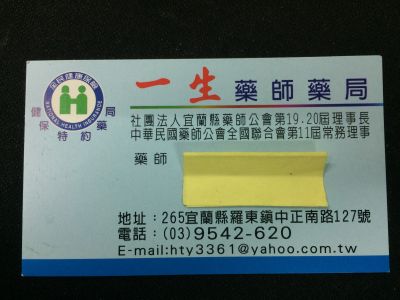 全民健康保險
NATIONAL HEALTH INSURANCE
健保特約藥局
一生藥師藥局
社團法人宜蘭縣藥師公會第19.20屆理事長
中華民國藥師公會全國聯合會第11屆常務理事
藥師
地址：265宜蘭縣羅東鎮中正南路127號
電話：(03)9542-620
E-mail:hty3361@yahoo.com.tw